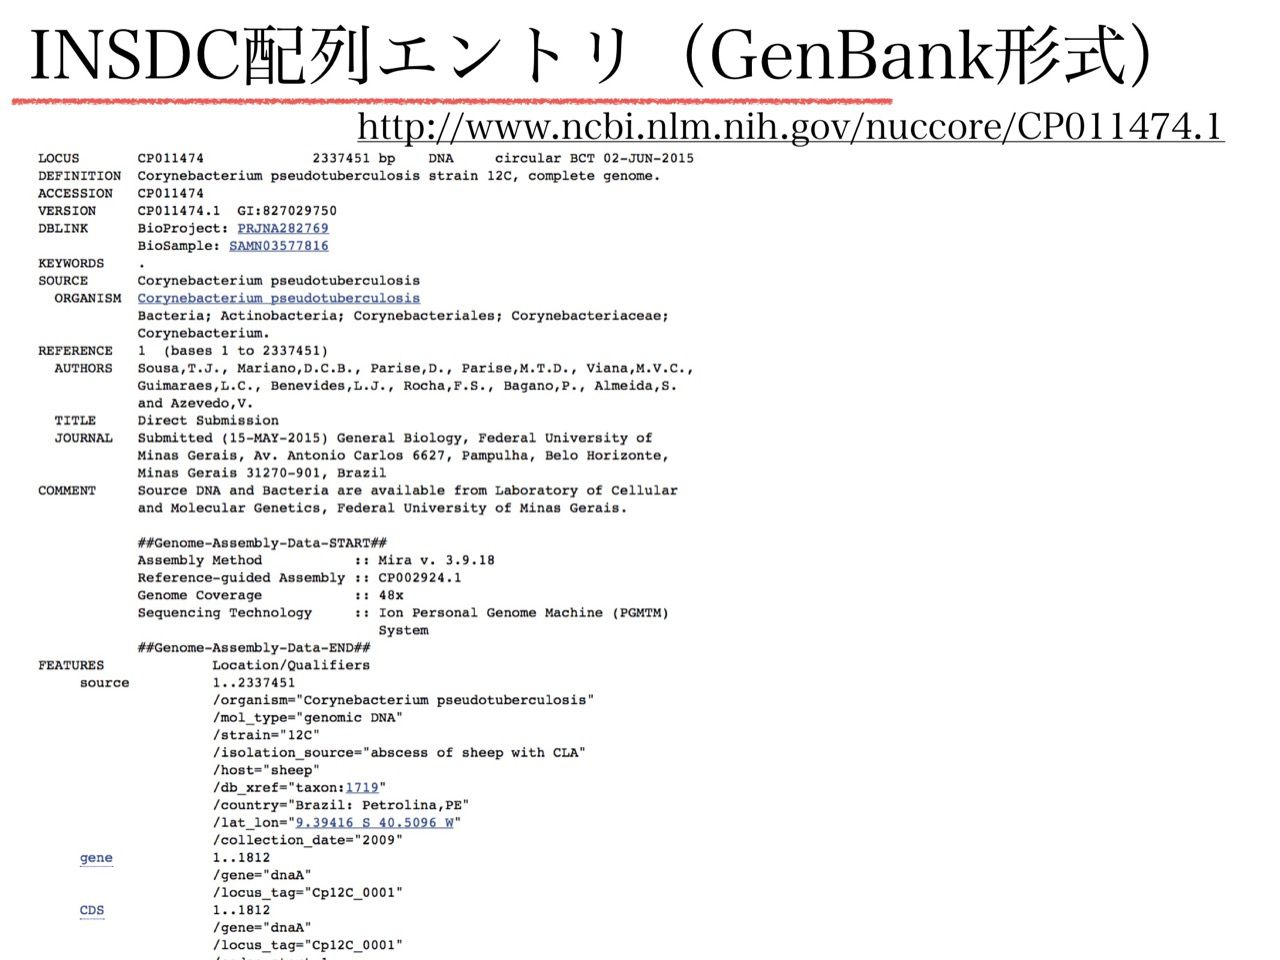 INSDC配列エントリ（GenBank形式）
http://www.ncbi.nlm.nih.gov/nuccore/CP011474.1
LOCUS CP011474 2337451 bp DNA circular BCT 02-JUN-2015
DEFINITION Corynebacterium pseudotuberculosis strain 12C, complete genome.
ACCESSION CP011474
VERSION CP011474.1 GI:827029750
DBLINK BioProject: PRJNA282769
BioSample: SAMN03577816
KEYWORDS .
SOURCE Corynebacterium pseudotuberculosis
ORGANISM Corynebacterium pseudotuberculosis
Bacteria; Actinobacteria; Corynebacteriales; Corynebacteriaceae;
Corynebacterium.
REFERENCE 1 (bases 1 to 2337451)
AUTHORS Sousa,T.J., Mariano,D.C.B., Parise,D., Parise,M.T.D., Viana,M.V.C.,
Guimaraes,L.C., Benevides,L.J., Rocha,F.S., Bagano,P., Almeida,S.
and Azevedo,V.
TITLE Direct Submission
JOURNAL Submitted (15-MAY-2015) General Biology, Federal University of
Minas Gerais, Av. Antonio Carlos 6627, Pampulha, Belo Horizonte,
Minas Gerais 31270-901, Brazil
COMMENT Source DNA and Bacteria are available from Laboratory of Cellular
and Molecular Genetics, Federal University of Minas Gerais.
##Genome-Assembly-Data-START##
Assembly Method :: Mira v. 3.9.18
Reference-guided Assembly :: CP002924.1
Genome Coverage :: 48x
Sequencing Technology :: Ion Personal Genome Machine (PGMTM)
System
##Genome-Assembly-Data-END##
FEATURES Location/Qualifiers
source 1..2337451
/organism="Corynebacterium pseudotuberculosis"
/mol_type="genomic DNA"
/strain="12C"
/isolation_source="abscess of sheep with CLA"
/host="sheep"
/db_xref="taxon:1719"
/country="Brazil: Petrolina,PE"
/lat_lon="9.39416 S 40.5096 W"
/collection_date="2009"
gene 1..1812
/gene="dnaA"
/locus_tag="Cp12C_0001"
CDS 1..1812
/gene="dnaA"
/locus_tag="Cp12C_0001"